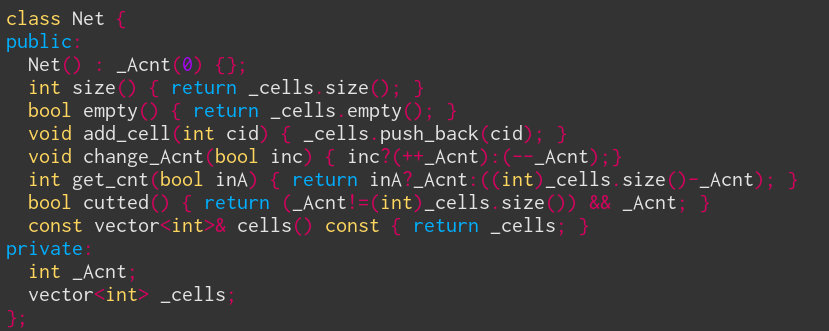 class Net {
public:
  Net() : _Acnt(0) {};
  int size() { return _cells.size(); }
  bool empty() { return _cells.empty(); }
  void add_cell(int cid) { _cells.push_back(cid); }
  void change_Acnt(bool inc) { inc?(++_Acnt):(--_Acnt);}
  int get_cnt(bool inA) { return inA?_Acnt:((int)_cells.size()-_Acnt); }
  bool cutted() { return (_Acnt!=(int)_cells.size()) && _Acnt; }
  const vector<int>& cells() const { return _cells; }
private:
  int _Acnt;
  vector<int> _cells;
};